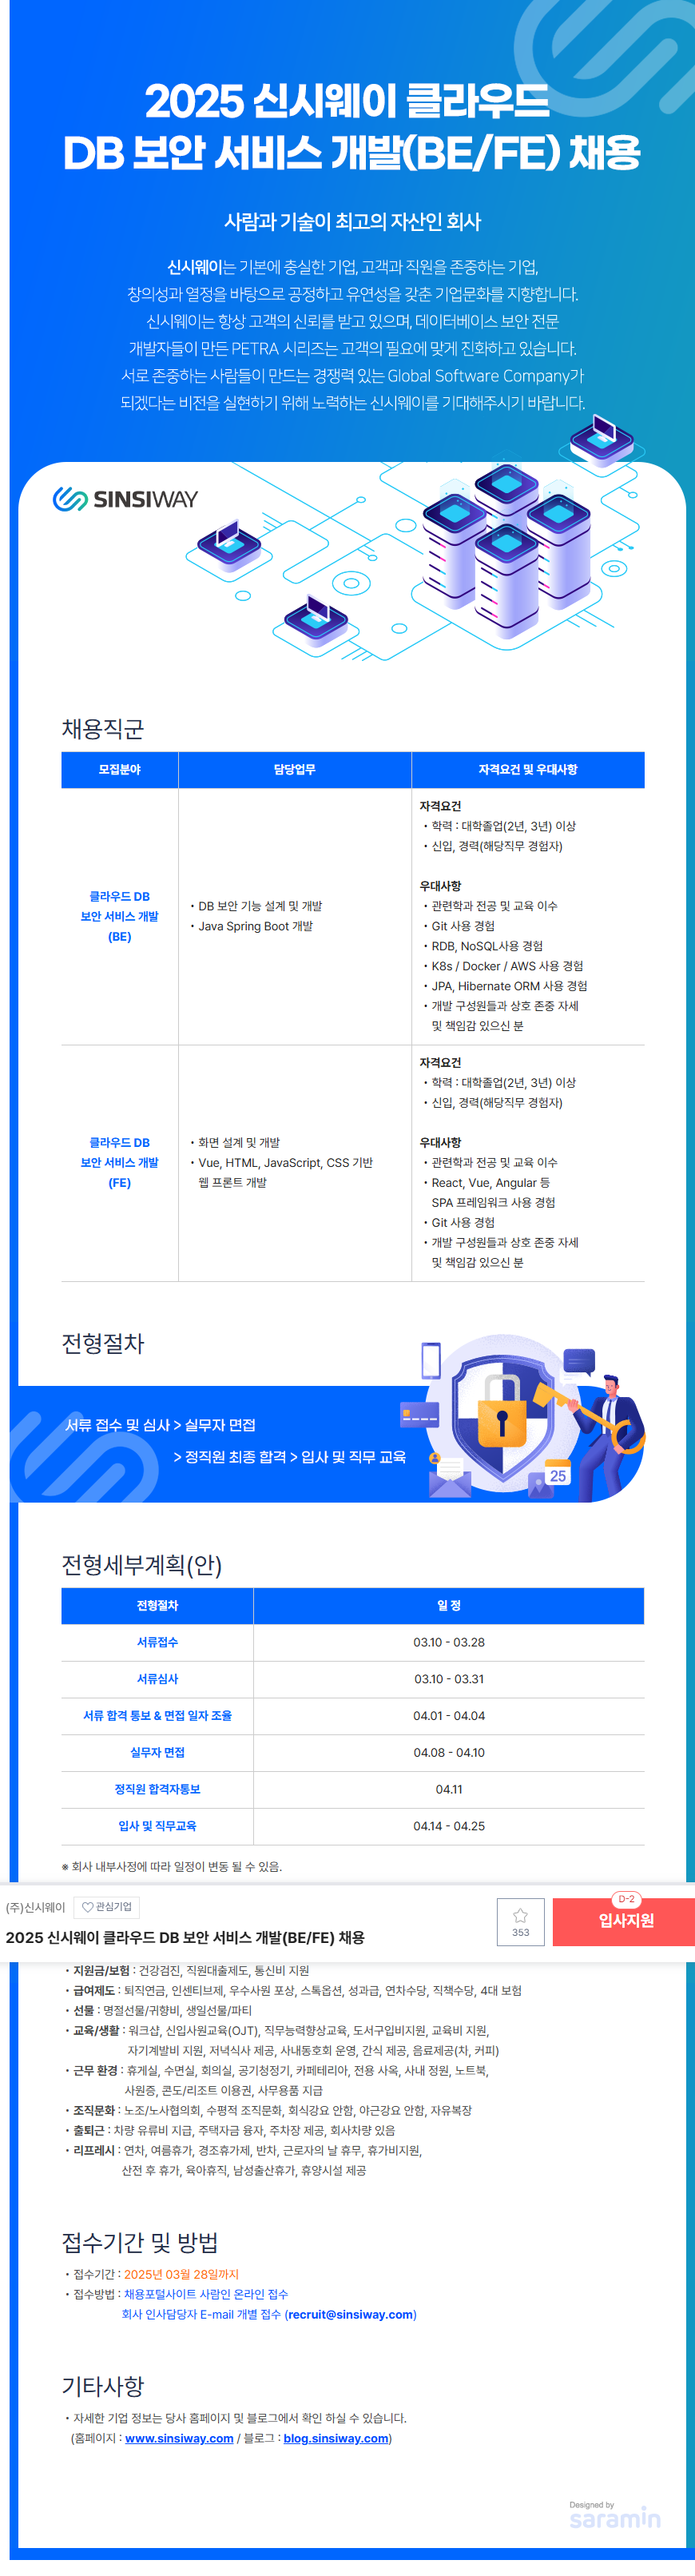 2025 신시웨이 클라우드
DB 보안 서비스 개발(BE/FE) 채용
사람과 기술이 최고의 자산인 회사
신시웨이는 기본에 충실한 기업, 고객과 직원을 존중하는 기업,
창의성과 열정을 바탕으로 공정하고 유연성을 갖춘 기업문화를 지향합니다.
신시웨이는 항상 고객의 신뢰를 받고 있으며, 데이터베이스 보안 전문
개발자들이 만든 PETRA 시리즈는 고객의 필요에 맞게 진화하고 있습니다.
서로 존중하는 사람들이 만드는 경쟁력 있는 Global Software Company가
되겠다는 비전을 실현하기 위해 노력하는 신시웨이를 기대해주시기 바랍니다.
SINSIWAY
채용직군
모집분야 담당업무 자격요건 및 우대사항
클라우드 DB
보안 서비스 개발
(BE)
• DB 보안 기능 설계 및 개발
• Java Spring Boot 개발
자격요건
• 학력 : 대학졸업(2년, 3년) 이상
• 신입, 경력(해당직무 경험자)
우대사항
• 관련학과 전공 및 교육 이수
• Git 사용 경험
• RDB, NoSQL사용 경험
• K8s / Docker / AWS 사용 경험
• JPA, Hibernate ORM 사용 경험
• 개발 구성원들과 상호 존중 자세
및 책임감 있으신 분
클라우드 DB
보안 서비스 개발
(FE)
• 화면 설계 및 개발
• Vue, HTML, JavaScript, CSS 기반
웹 프론트 개발
자격요건
• 학력 : 대학졸업(2년, 3년) 이상
• 신입, 경력(해당직무 경험자)
우대사항
• 관련학과 전공 및 교육 이수
• React, Vue, Angular 등
SPA 프레임워크 사용 경험
• Git 사용 경험
• 개발 구성원들과 상호 존중 자세
및 책임감 있으신 분
전형절차
서류 접수 및 심사 > 실무자 면접
> 정직원 최종 합격 > 입사 및 직무 교육
25
전형세부계획(안)
전형절차 일 정
서류접수 03.10 - 03.28
서류심사 03.10 - 03.31
서류 합격 통보 & 면접 일자 조율 04.01 - 04.04
실무자 면접 04.08 - 04.10
정직원 합격자통보 04.11
입사 및 직무교육 04.14 - 04.25
※ 회사 내부사정에 따라 일정이 변동 될 수 있음.
(주)신시웨이 관심기업
2025 신시웨이 클라우드 DB 보안 서비스 개발(BE/FE) 채용
353
D-2
입사지원
• 지원금/보험 : 건강검진, 직원대출제도, 통신비 지원
• 급여제도 : 퇴직연금, 인센티브제, 우수사원 포상, 스톡옵션, 성과급, 연차수당, 직책수당, 4대 보험
• 선물 : 명절선물/귀향비, 생일선물/파티
• 교육/생활 : 워크샵, 신입사원교육(OJT), 직무능력향상교육, 도서구입비지원, 교육비 지원,
자기계발비 지원, 저녁식사 제공, 사내동호회 운영, 간식 제공, 음료제공(차, 커피)
• 근무 환경 : 휴게실, 수면실, 회의실, 공기청정기, 카페테리아, 전용 사옥, 사내 정원, 노트북,
사원증, 콘도/리조트 이용권, 사무용품 지급
• 조직문화 : 노조/노사협의회, 수평적 조직문화, 회식강요 안함, 야근강요 안함, 자유복장
• 출퇴근 : 차량 유류비 지급, 주택자금 융자, 주차장 제공, 회사차량 있음
• 리프레시 : 연차, 여름휴가, 경조휴가제, 반차, 근로자의 날 휴무, 휴가비지원,
산전 후 휴가, 육아휴직, 남성출산휴가, 휴양시설 제공
접수기간 및 방법
• 접수기간 : 2025년 03월 28일까지
• 접수방법 : 채용포털사이트 사람인 온라인 접수
회사 인사담당자 E-mail 개별 접수 (recruit@sinsiway.com)
기타사항
• 자세한 기업 정보는 당사 홈페이지 및 블로그에서 확인 하실 수 있습니다.
(홈페이지 : www.sinsiway.com / 블로그 : blog.sinsiway.com)
Designed by
saramin